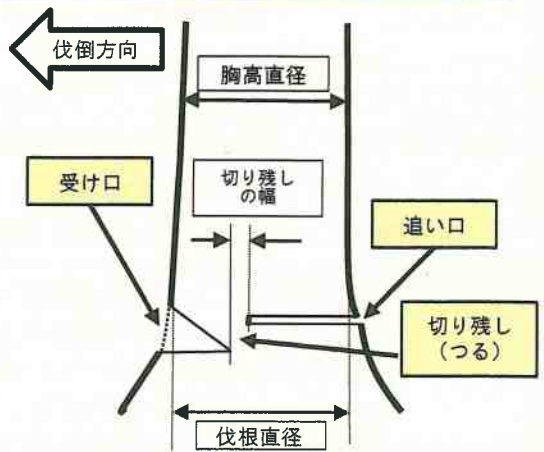 伐倒方向
胸高直径
受け口
切り残し
の幅
追い口
切り残し
（つる）
伐根直径